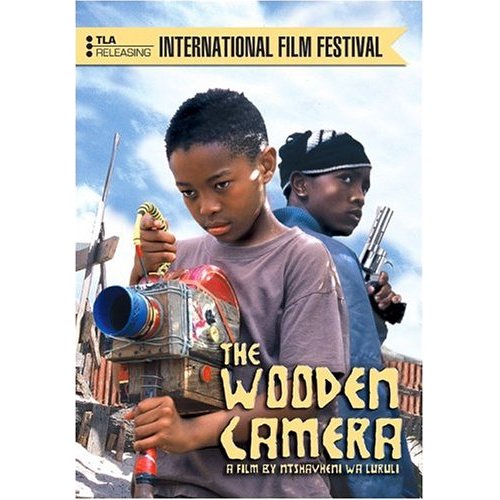 TLA
RELEASING
INTERNATIONAL FILM FESTIVAL
THE
WOODEN
CAMERA
A FILM BY NTSHAVHENI WA LURULI